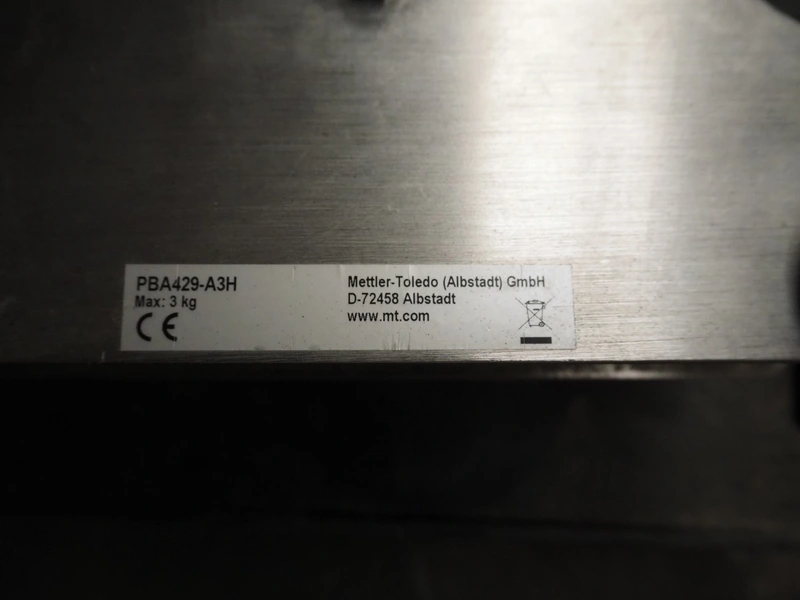 PBA429-A3H
Max: 3 kg
CE
Mettler-Toledo (Albstadt) GmbH
D-72458 Albstadt
www.mt.com